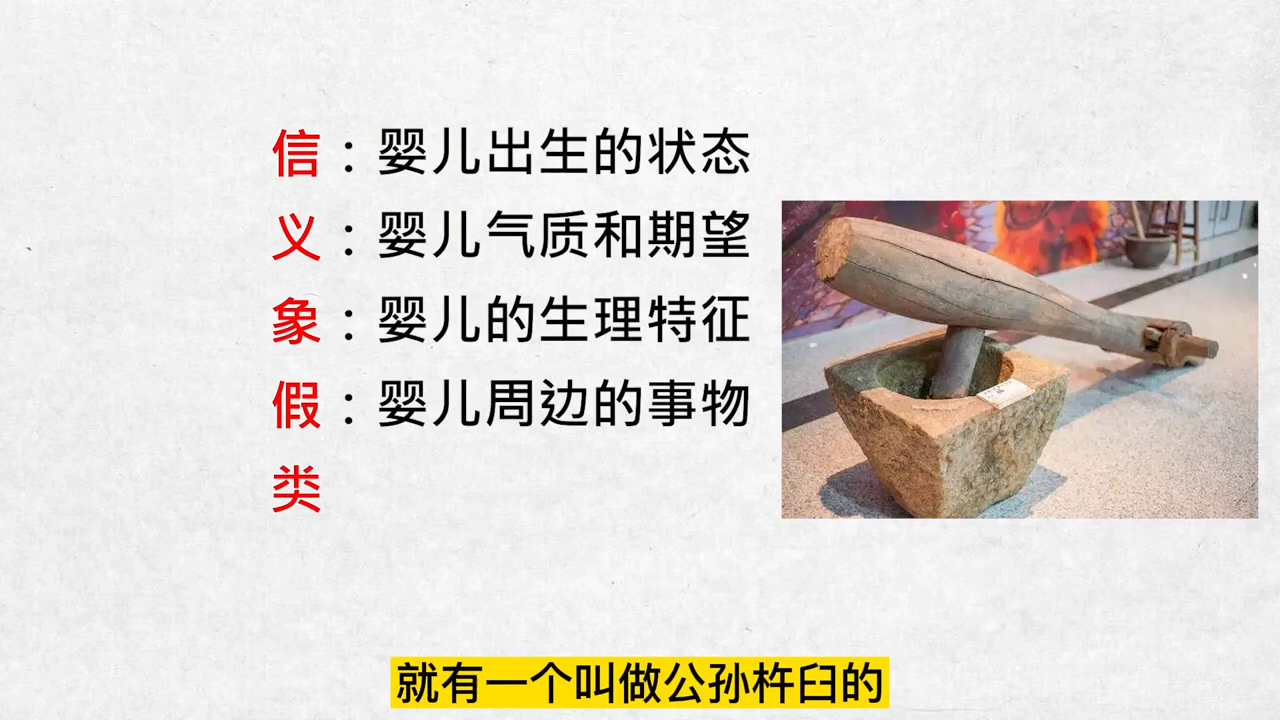 信：婴儿出生的状态
义：婴儿气质和期望
象：婴儿的生理特征
假：婴儿周边的事物
类
就有一个叫做公孙杵臼的